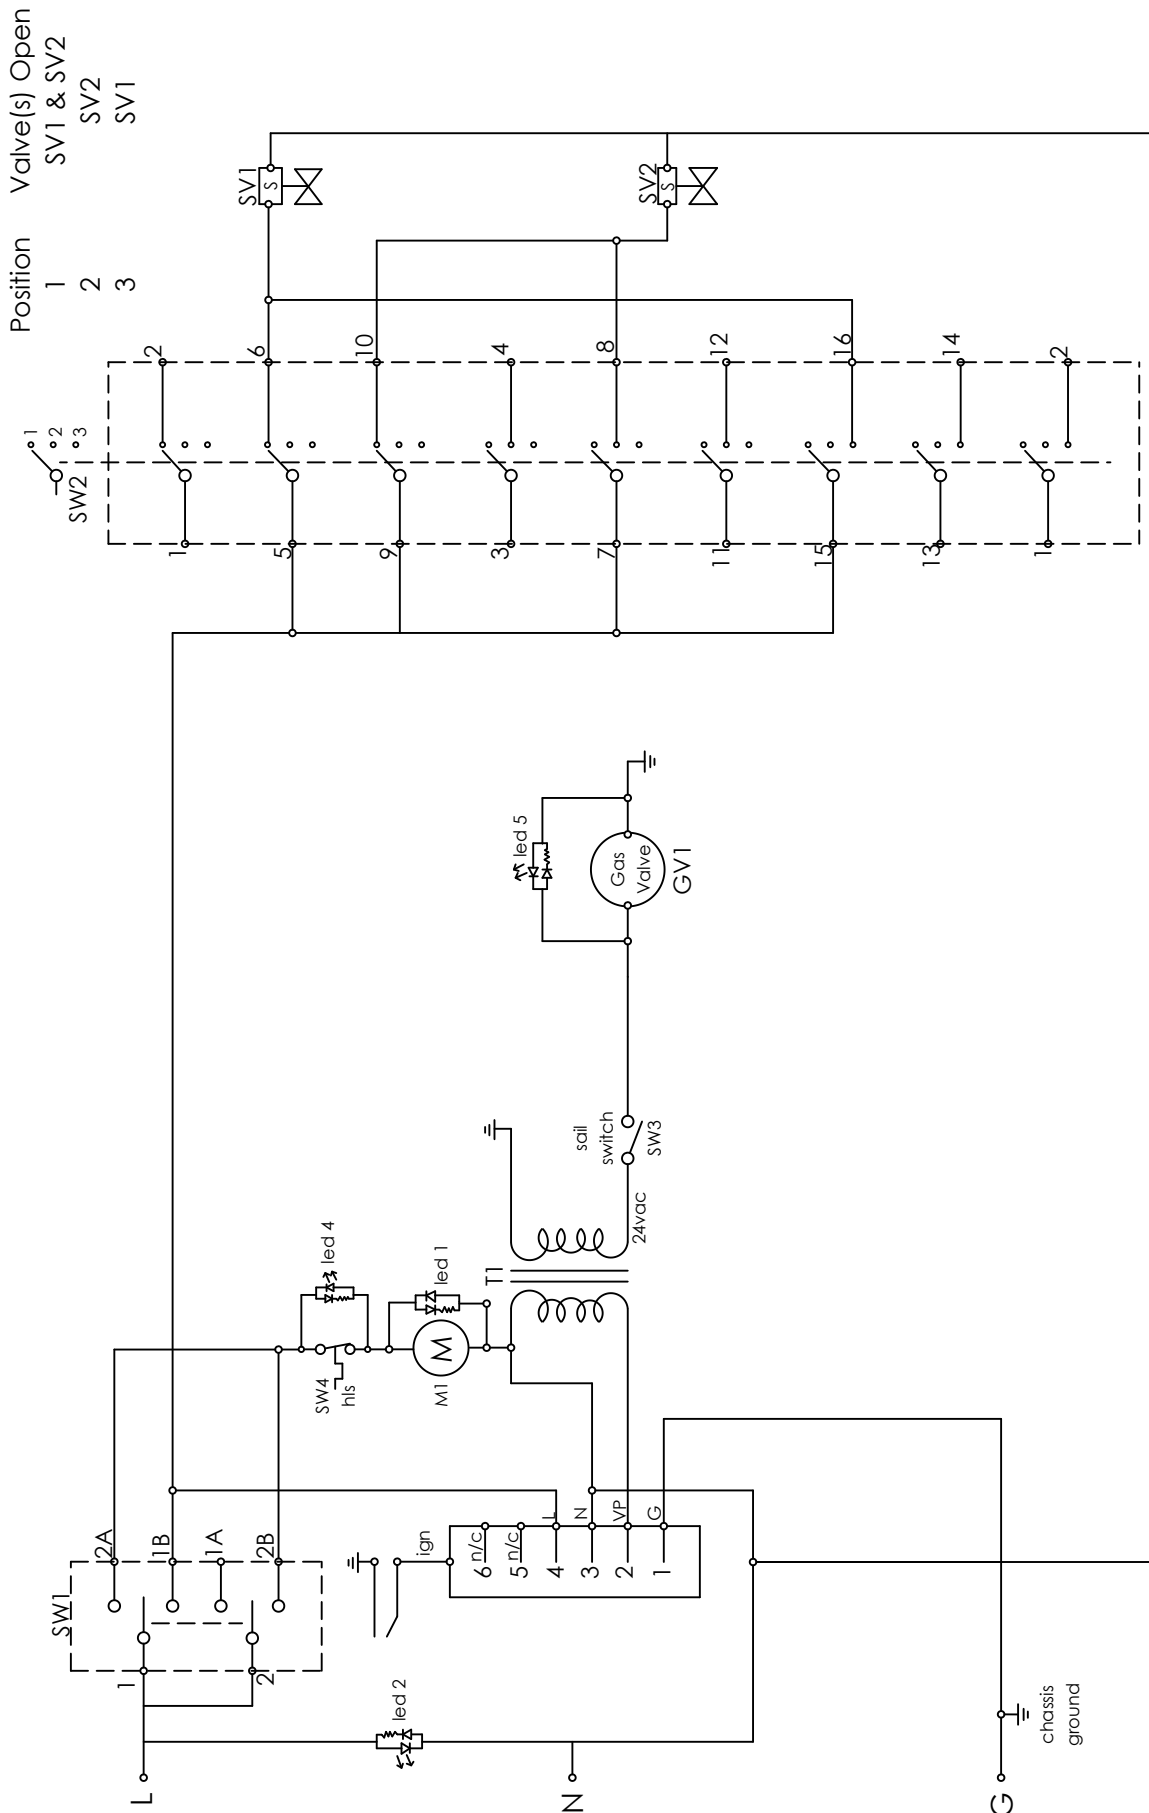 Position Valve(s) Open
1 SV1 & SV2
2 SV2
3 SV1
SW2
1
2
3
1
2
5
6
9
10
3
4
7
8
11
12
15
16
13
14
1
2
SV1
S
SV2
S
SW1
1
2
2A
1B
1A
2B
SW4
hls
led 4
M
M1
led 1
T1
24vac
sail
switch
SW3
led 5
Gas
Valve
GV1
ign
6 n/c
5 n/c
4 L
3 N
2 VP
1 G
led 2
L
N
G
chassis
ground